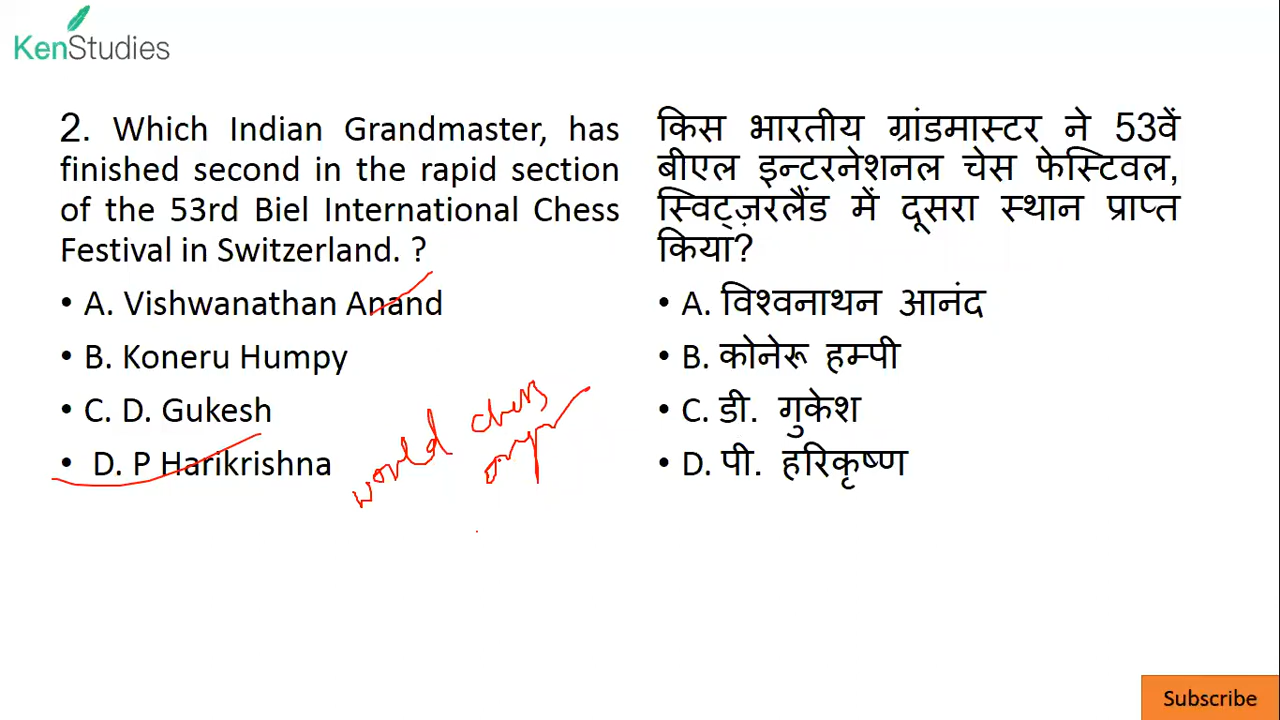 KenStudies
2. Which Indian Grandmaster, has
finished second in the rapid section
of the 53rd Biel International Chess
Festival in Switzerland. ?
• A. Vishwanathan Anand
• B. Koneru Humpy
• C. D. Gukesh
• D. P Harikrishna
world chess
किस भारतीय ग्रांडमास्टर ने 53वें
बीएल इन्टरनेशनल चेस फेस्टिवल,
स्विट्ज़रलैंड में दूसरा स्थान प्राप्त
किया?
• A. विश्वनाथन आनंद
• B. कोनेरू हम्पी
• C. डी. गुकेश
• D. पी. हरिकृष्ण
Subscribe